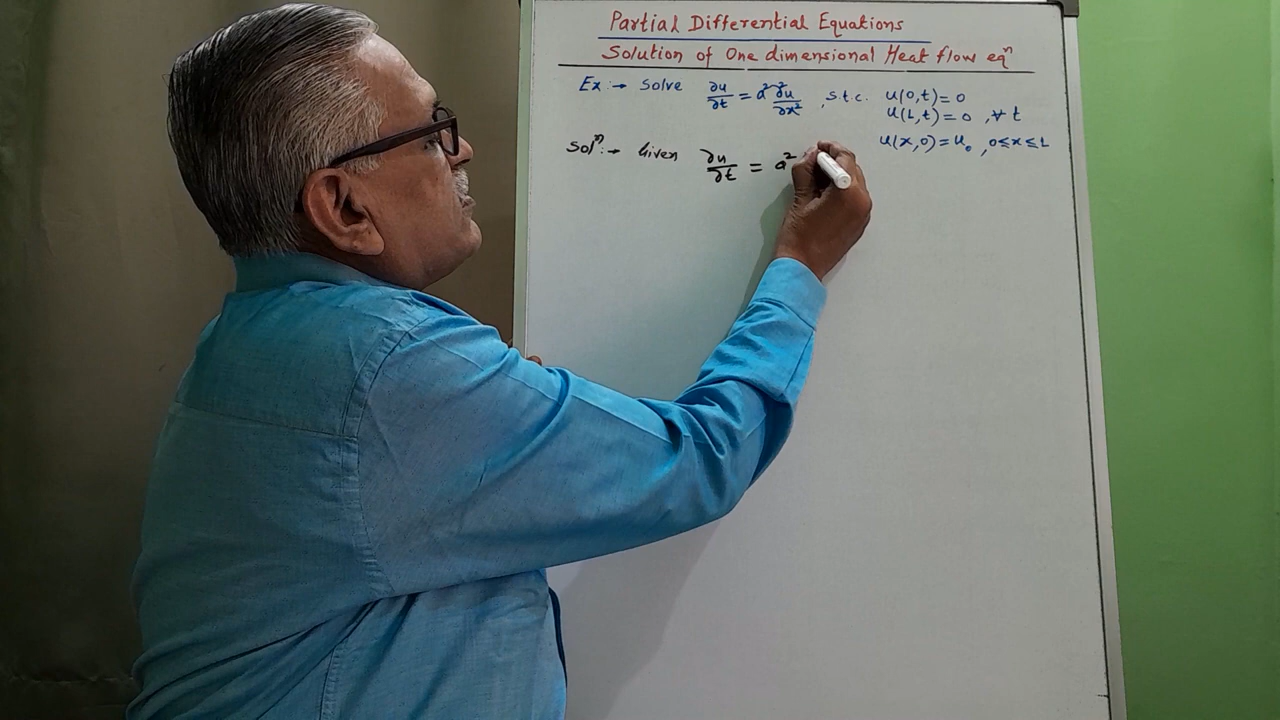 Partial Differential Equations
Solution of One dimensional Heat flow eqⁿ
Ex:→ Solve ∂u/∂t = a² ∂²u/∂x² , s.t.c. u(0,t)=0
u(L,t)=0 ,∀ t
u(x,0)=u₀ ,0≤x≤L
Solⁿ:→ Given ∂u/∂t = a²